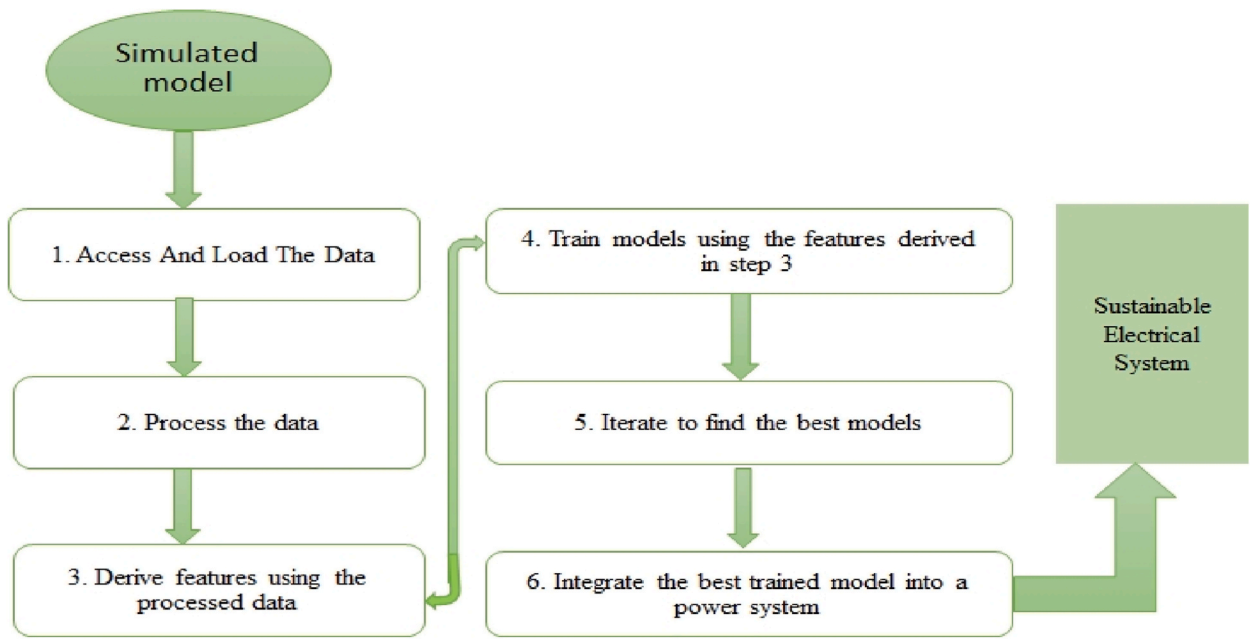 Simulated
model
1. Access And Load The Data
2. Process the data
3. Derive features using the
processed data
4. Train models using the features derived
in step 3
5. Iterate to find the best models
6. Integrate the best trained model into a
power system
Sustainable
Electrical
System